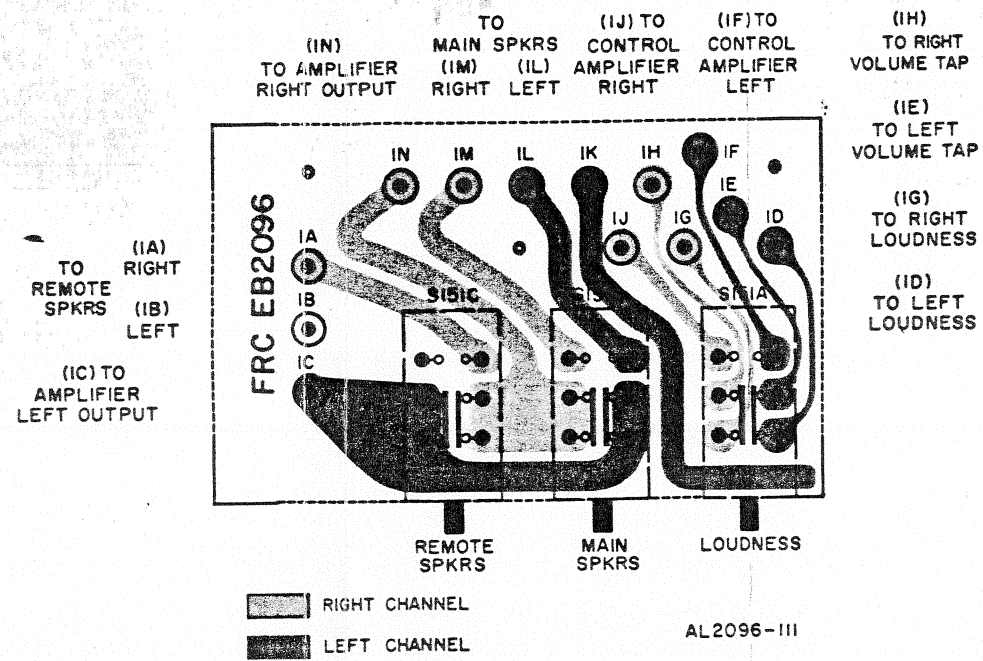 (IN)
TO AMPLIFIER
RIGHT OUTPUT
TO
MAIN SPKRS
(IM) (IL)
RIGHT LEFT
(IJ) TO
CONTROL
AMPLIFIER
RIGHT
(IF) TO
CONTROL
AMPLIFIER
LEFT
(IH)
TO RIGHT
VOLUME TAP
(IE)
TO LEFT
VOLUME TAP
(IG)
TO RIGHT
LOUDNESS
(ID)
TO LEFT
LOUDNESS
TO
REMOTE
SPKRS
(IA)
RIGHT
(IB)
LEFT
(IC) TO
AMPLIFIER
LEFT OUTPUT
FRC EB2096
IN IM IL IK IH IF
IE
IJ IG ID
IA
IB
IC
S151C S151A
REMOTE
SPKRS
MAIN
SPKRS
LOUDNESS
RIGHT CHANNEL
LEFT CHANNEL
AL2096-III